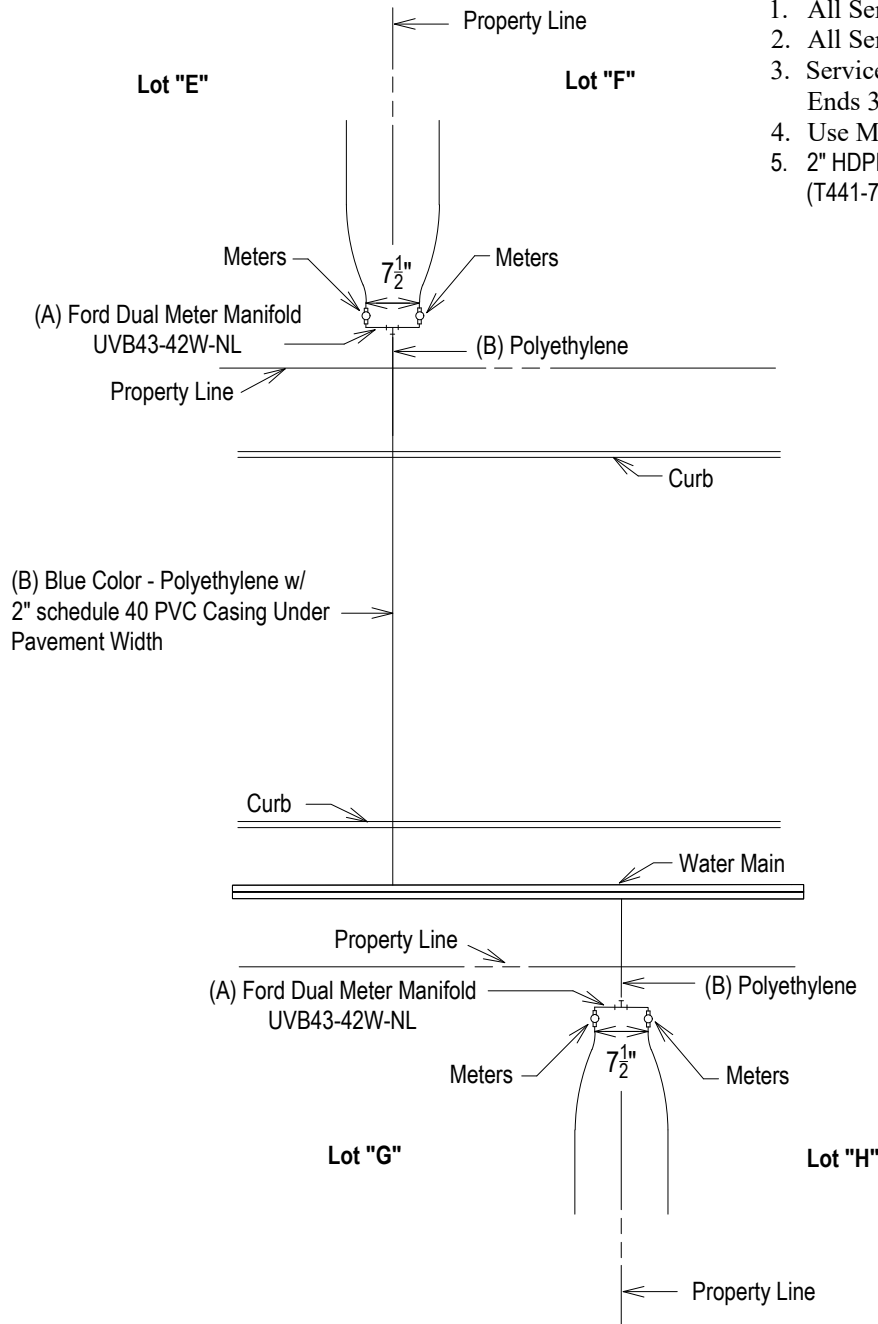 Property Line
1. All Ser
2. All Ser
3. Service
Ends 3
4. Use M
5. 2" HDP
(T441-7
Lot "E"
Lot "F"
Meters
7½"
Meters
(A) Ford Dual Meter Manifold
UVB43-42W-NL
(B) Polyethylene
Property Line
Curb
(B) Blue Color - Polyethylene w/
2" schedule 40 PVC Casing Under
Pavement Width
Curb
Water Main
Property Line
(A) Ford Dual Meter Manifold
UVB43-42W-NL
(B) Polyethylene
7½"
Meters
Meters
Lot "G"
Lot "H"
Property Line